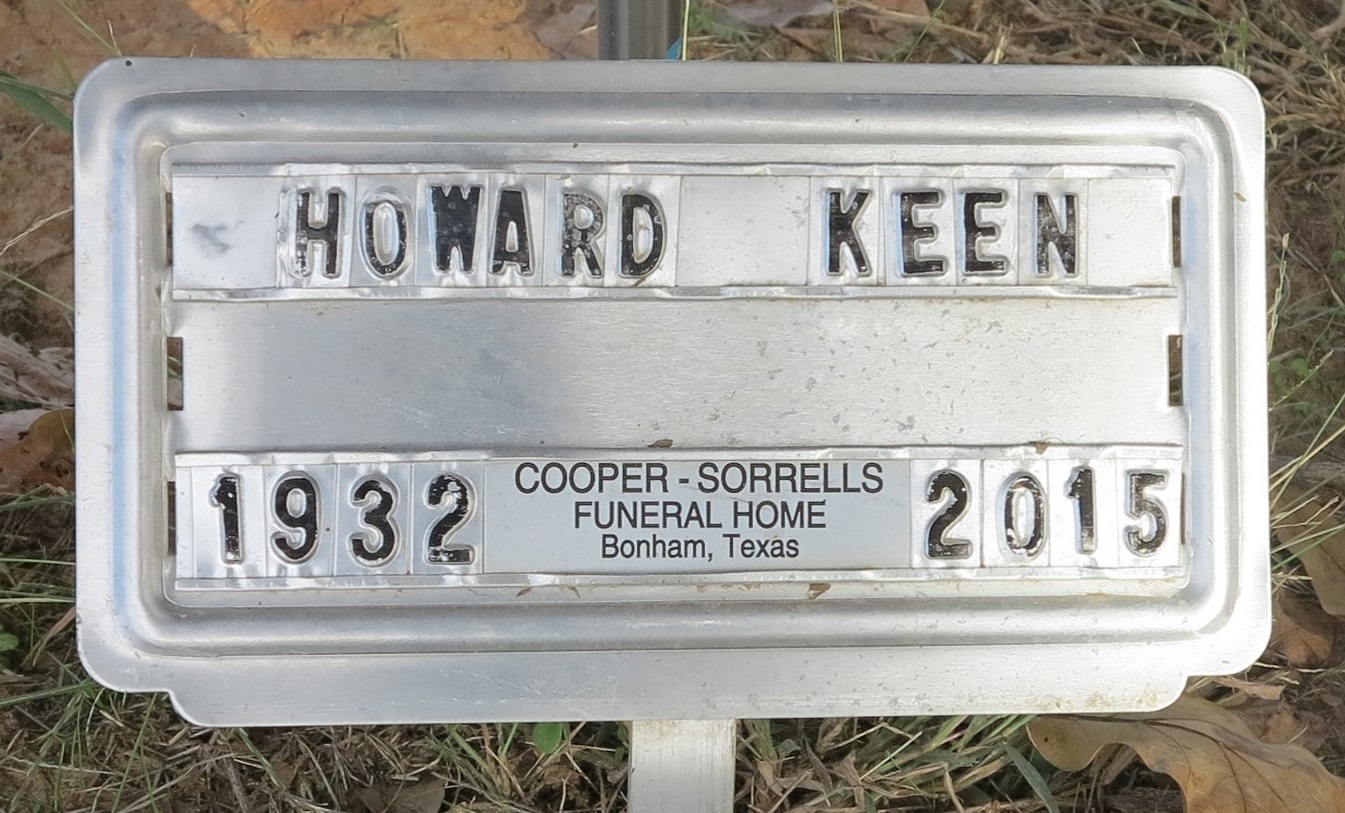 HOWARD KEEN
1932 COOPER - SORRELLS 2015
FUNERAL HOME
Bonham, Texas